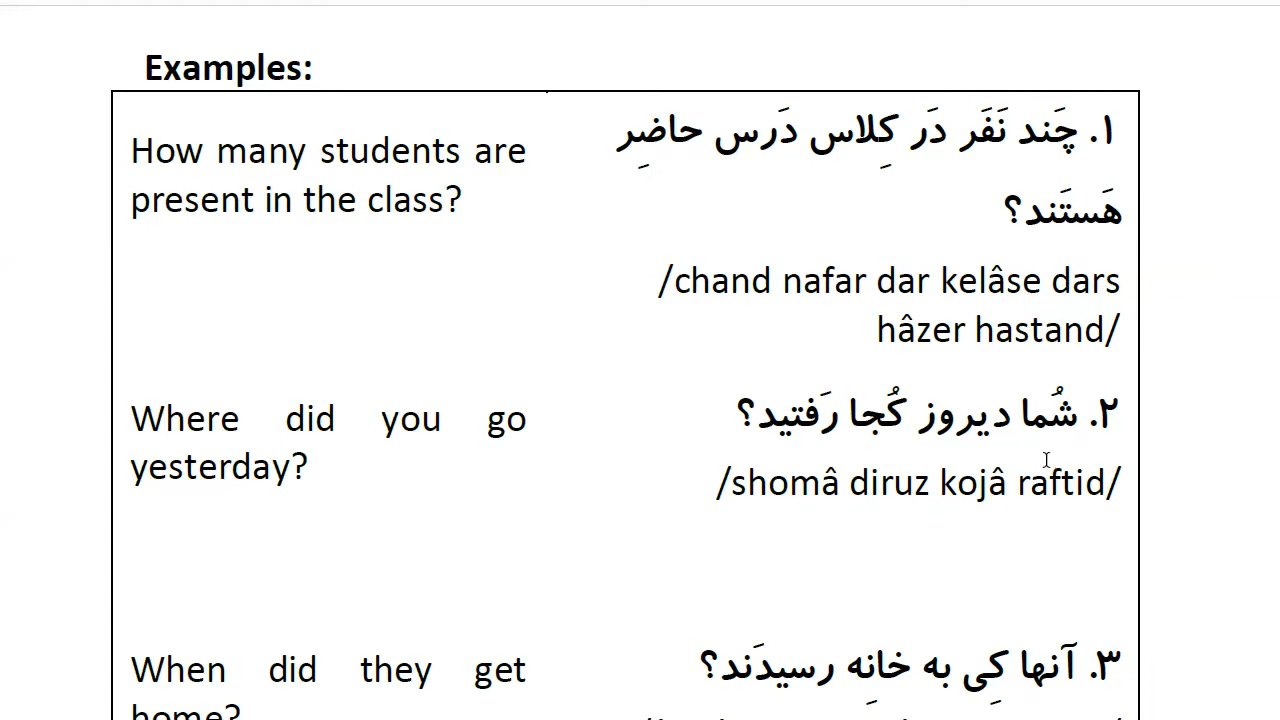 Examples:
How many students are
present in the class?
۱. چَند نَفَر دَر کِلاسِ دَرس حاضِر
هَستَند؟
/chand nafar dar kelâse dars
hâzer hastand/
Where did you go
yesterday?
۲. شُما دیروز کُجا رَفتید؟
/shomâ diruz kojâ raftid/
When did they get
home?
۳. آنها کِی به خانِه رسیدَند؟